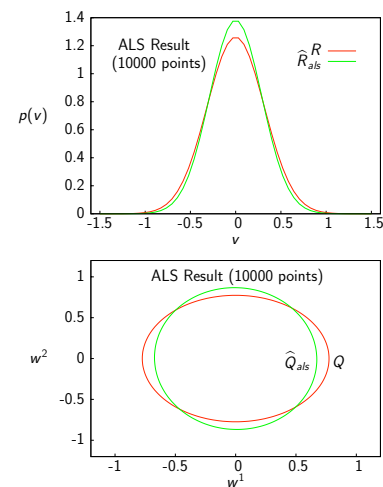 1.4
1.2
1
0.8
0.6
0.4
0.2
0
p(v)
ALS Result
(10000 points)
R
R̂als
-1.5 -1 -0.5 0 0.5 1 1.5
v
ALS Result (10000 points)
1
0.5
0
-0.5
-1
w²
Q̂als Q
-1 -0.5 0 0.5 1
w¹